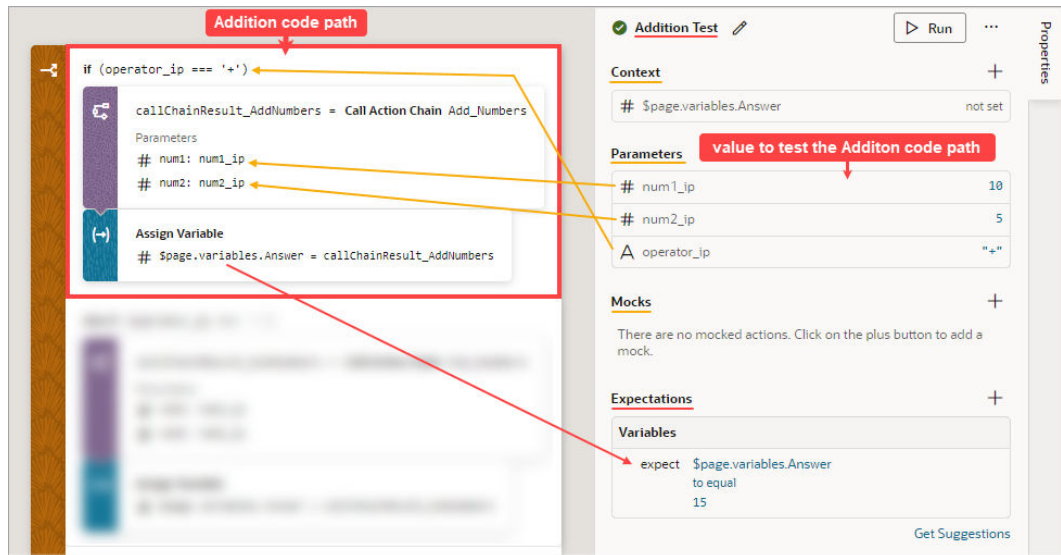 Addition code path
if (operator_ip === '+')
callChainResult_AddNumbers = Call Action Chain Add_Numbers
Parameters
# num1: num1_ip
# num2: num2_ip
Assign Variable
# $page.variables.Answer = callChainResult_AddNumbers
Addition Test
Run
...
Properties
Context
+
# $page.variables.Answer not set
Parameters
value to test the Additon code path
# num1_ip 10
# num2_ip 5
A operator_ip "+"
Mocks
+
There are no mocked actions. Click on the plus button to add a
mock.
Expectations
+
Variables
expect $page.variables.Answer
to equal
15
Get Suggestions